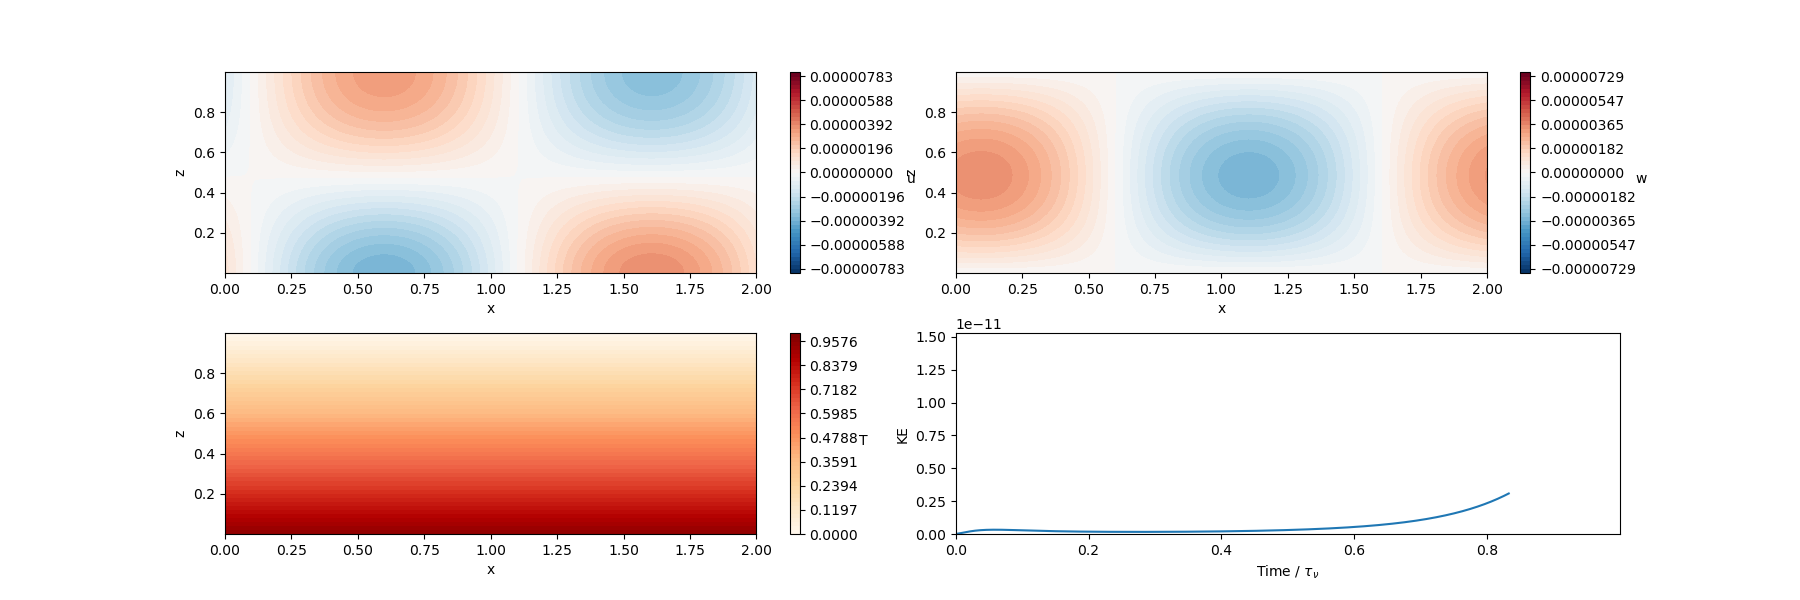 0.8
0.6
0.4
0.2
z
0.00 0.25 0.50 0.75 1.00 1.25 1.50 1.75 2.00
x
0.00000783
0.00000588
0.00000392
0.00000196
0.00000000
−0.00000196
−0.00000392
−0.00000588
−0.00000783
u
0.8
0.6
0.4
0.2
z
0.00 0.25 0.50 0.75 1.00 1.25 1.50 1.75 2.00
x
0.00000729
0.00000547
0.00000365
0.00000182
0.00000000
−0.00000182
−0.00000365
−0.00000547
−0.00000729
w
0.8
0.6
0.4
0.2
z
0.00 0.25 0.50 0.75 1.00 1.25 1.50 1.75 2.00
x
0.9576
0.8379
0.7182
0.5985
0.4788
0.3591
0.2394
0.1197
0.0000
T
1e−11
1.50
1.25
1.00
0.75
0.50
0.25
0.00
KE
0.0 0.2 0.4 0.6 0.8
Time / τν